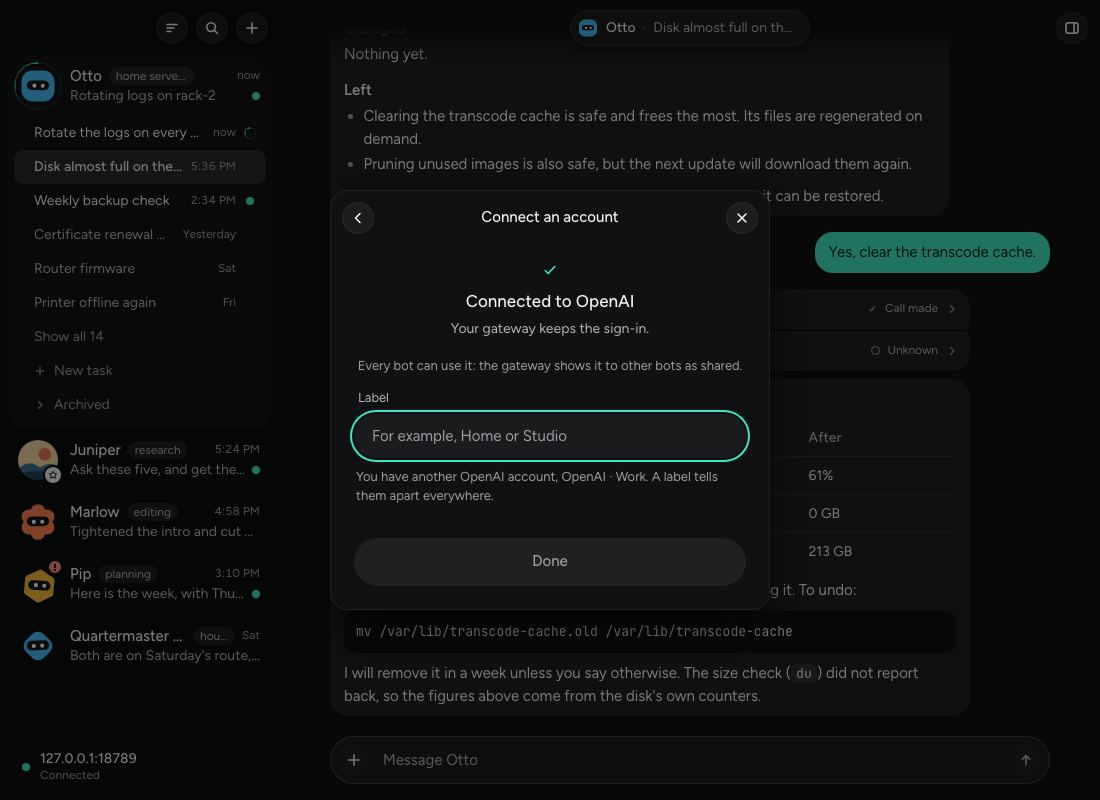 Otto · Disk almost full on th...
Otto home serve... now
Rotating logs on rack-2
Rotate the logs on every ... now
Disk almost full on the... 5:36 PM
Weekly backup check 2:34 PM
Certificate renewal ... Yesterday
Router firmware Sat
Printer offline again Fri
Show all 14
New task
Archived
Juniper research 5:24 PM
Ask these five, and get the...
Marlow editing 4:58 PM
Tightened the intro and cut ...
Pip planning 3:10 PM
Here is the week, with Thu...
Quartermaster ... hou... Sat
Both are on Saturday's route,...
127.0.0.1:18789
Connected
Nothing yet.
Left
Clearing the transcode cache is safe and frees the most. Its files are regenerated on
demand.
Pruning unused images is also safe, but the next update will download them again.
it can be restored.
Yes, clear the transcode cache.
Call made
Unknown
After
61%
0 GB
213 GB
g it. To undo:
mv /var/lib/transcode-cache.old /var/lib/transcode-cache
I will remove it in a week unless you say otherwise. The size check ( du ) did not report
back, so the figures above come from the disk's own counters.
Message Otto
Connect an account
Connected to OpenAI
Your gateway keeps the sign-in.
Every bot can use it: the gateway shows it to other bots as shared.
Label
For example, Home or Studio
You have another OpenAI account, OpenAI · Work. A label tells
them apart everywhere.
Done